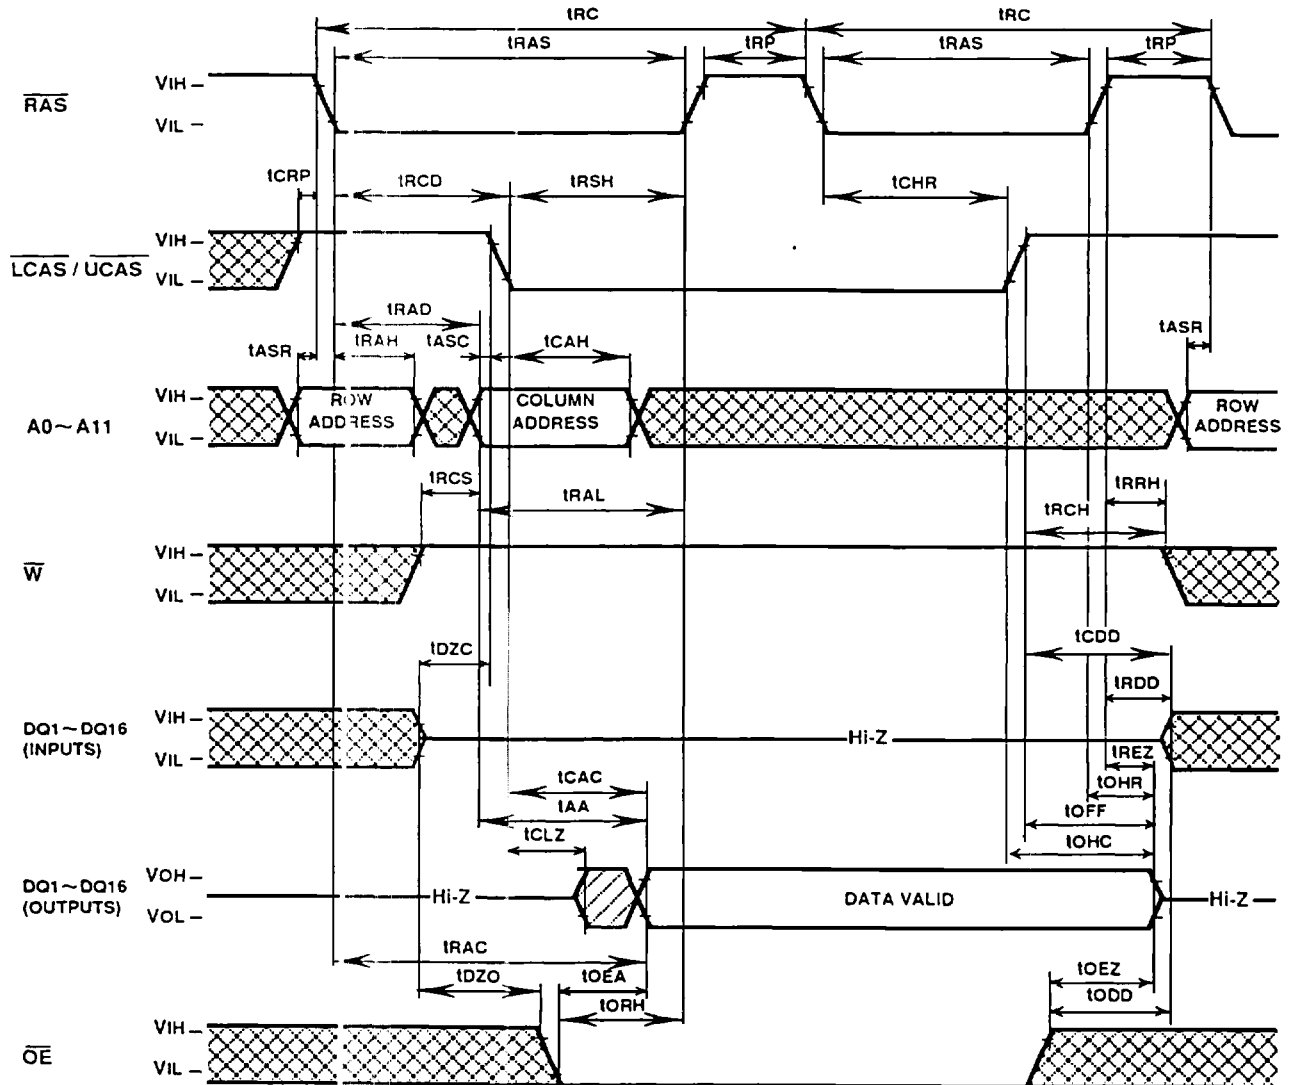 tRC tRC
tRAS tRP tRAS tRP
RAS VIH
VIL
tCRP tRCD tRSH tCHR
LCAS / UCAS VIH
VIL
tRAD
tASR tRAH tASC tCAH tASR
A0~A11 VIH ROW ADDRESS COLUMN ADDRESS ROW ADDRESS
VIL
tRCS tRAL tRCH tRRH
W VIH
VIL
tDZC tCDD
tRDD
DQ1~DQ16 (INPUTS) VIH
VIL
Hi-Z
tREZ
tCAC tOHR
tAA tOFF
tCLZ tOHC
DQ1~DQ16 (OUTPUTS) VOH
VOL
Hi-Z DATA VALID Hi-Z
tRAC
tDZO tOEA tOEZ
tORH tODD
OE VIH
VIL